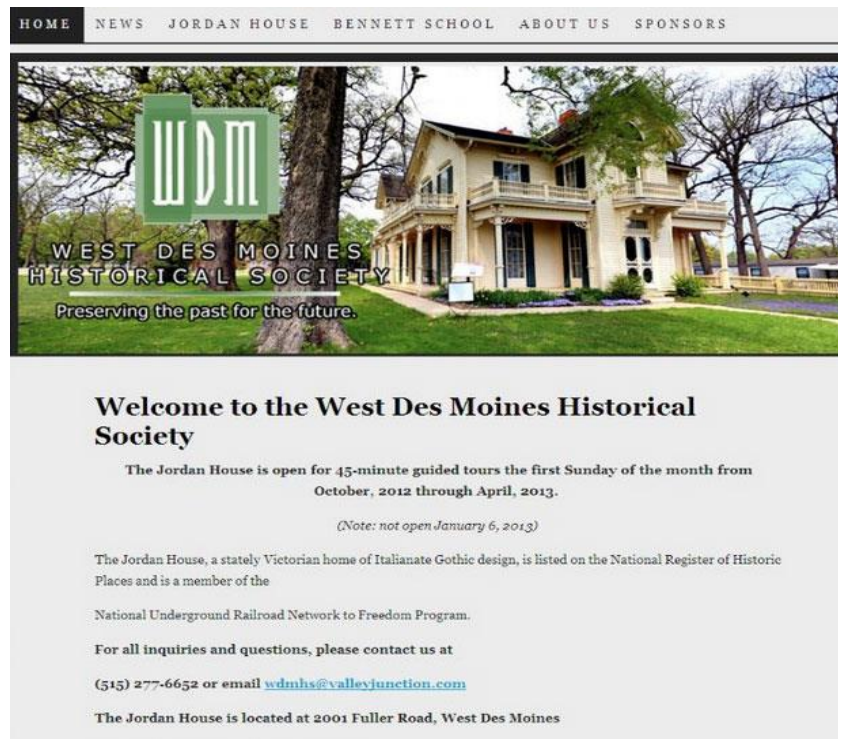 HOME NEWS JORDAN HOUSE BENNETT SCHOOL ABOUT US SPONSORS
WDM
WEST DES MOINES
HISTORICAL SOCIETY
Preserving the past for the future.
Welcome to the West Des Moines Historical
Society
The Jordan House is open for 45-minute guided tours the first Sunday of the month from
October, 2012 through April, 2013.
(Note: not open January 6, 2013)
The Jordan House, a stately Victorian home of Italianate Gothic design, is listed on the National Register of Historic
Places and is a member of the
National Underground Railroad Network to Freedom Program.
For all inquiries and questions, please contact us at
(515) 277-6652 or email wdmhs@valleyjunction.com
The Jordan House is located at 2001 Fuller Road, West Des Moines